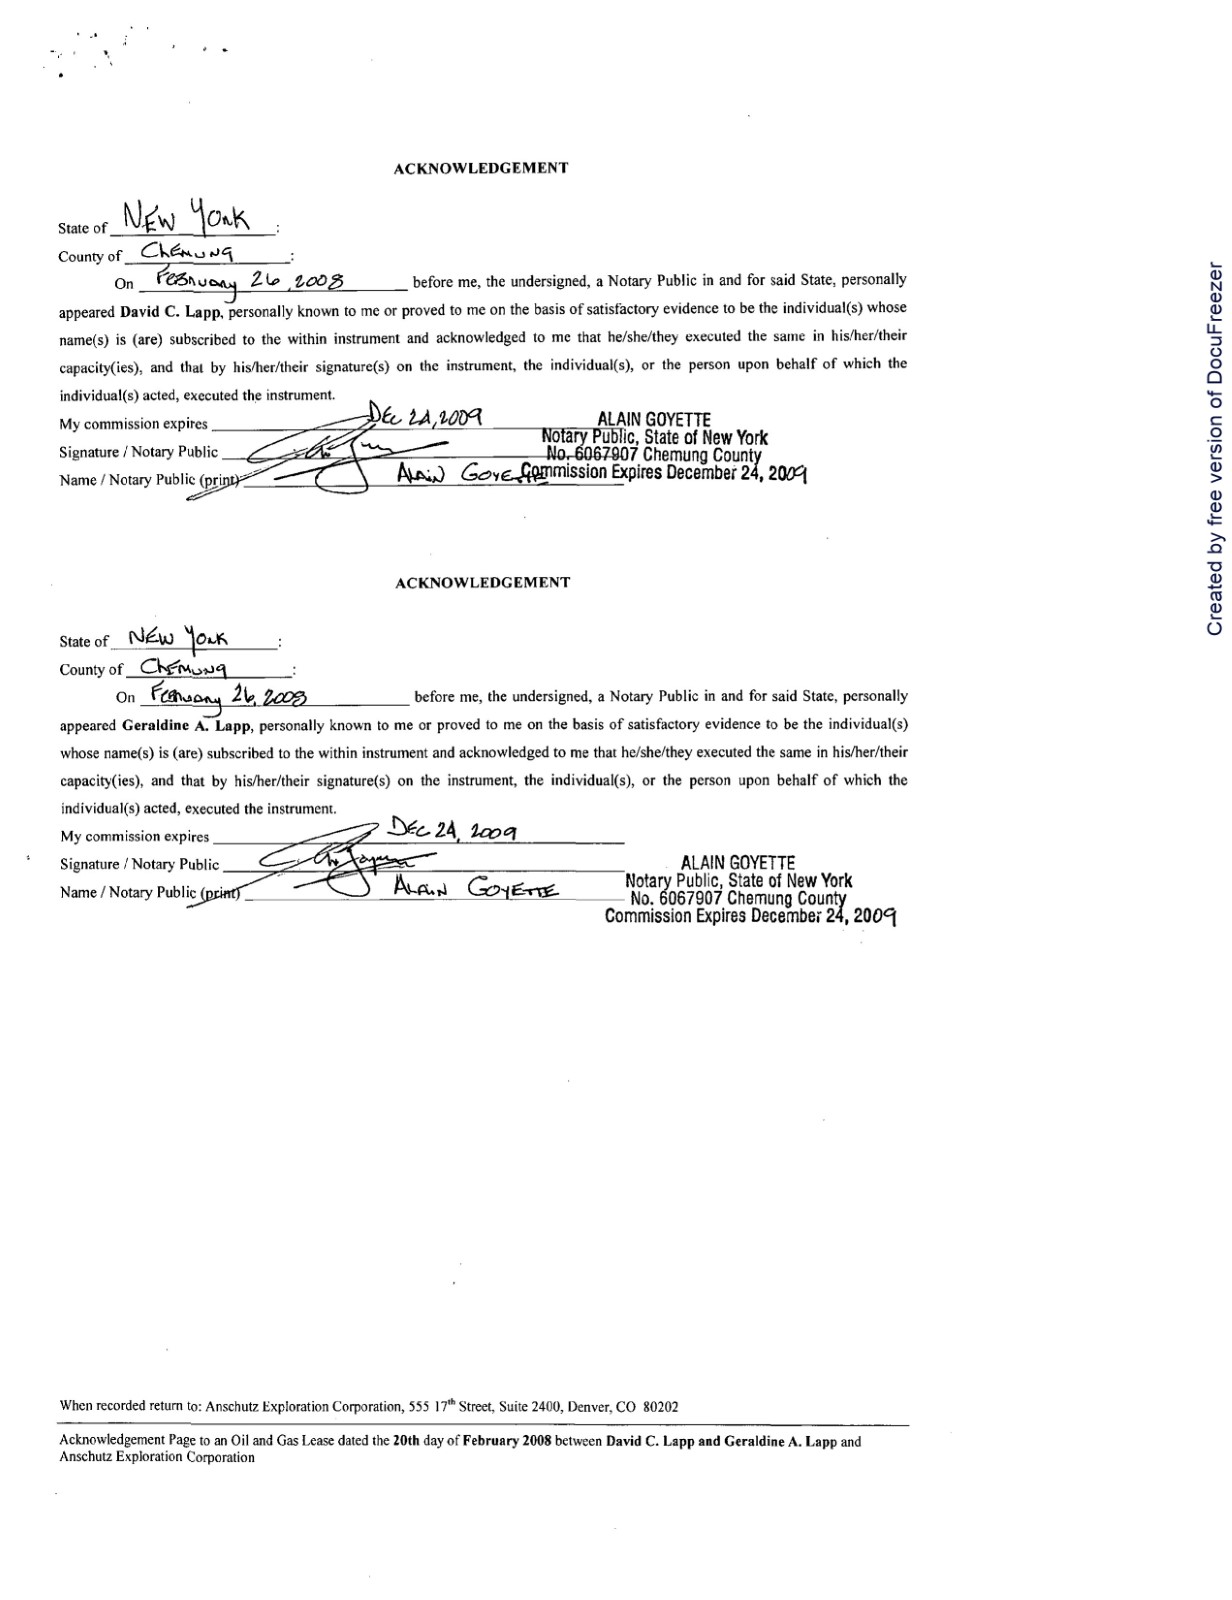 ACKNOWLEDGEMENT
State of NEW YORK :
County of CHEMUNG :
On FEBRUARY 26, 2008 before me, the undersigned, a Notary Public in and for said State, personally
appeared David C. Lapp, personally known to me or proved to me on the basis of satisfactory evidence to be the individual(s) whose
name(s) is (are) subscribed to the within instrument and acknowledged to me that he/she/they executed the same in his/her/their
capacity(ies), and that by his/her/their signature(s) on the instrument, the individual(s), or the person upon behalf of which the
individual(s) acted, executed the instrument.
My commission expires DEC 24, 2009
ALAIN GOYETTE
Notary Public, State of New York
Signature / Notary Public
No. 6067907 Chemung County
Name / Notary Public (print) ALAIN GOYETTE
Commission Expires December 24, 2009
ACKNOWLEDGEMENT
State of NEW YORK :
County of CHEMUNG :
On FEBRUARY 26, 2008 before me, the undersigned, a Notary Public in and for said State, personally
appeared Geraldine A. Lapp, personally known to me or proved to me on the basis of satisfactory evidence to be the individual(s)
whose name(s) is (are) subscribed to the within instrument and acknowledged to me that he/she/they executed the same in his/her/their
capacity(ies), and that by his/her/their signature(s) on the instrument, the individual(s), or the person upon behalf of which the
individual(s) acted, executed the instrument.
My commission expires DEC 24, 2009
Signature / Notary Public
Name / Notary Public (print) ALAIN GOYETTE
ALAIN GOYETTE
Notary Public, State of New York
No. 6067907 Chemung County
Commission Expires December 24, 2009
When recorded return to: Anschutz Exploration Corporation, 555 17th Street, Suite 2400, Denver, CO 80202
Acknowledgement Page to an Oil and Gas Lease dated the 20th day of February 2008 between David C. Lapp and Geraldine A. Lapp and
Anschutz Exploration Corporation
Created by free version of DocuFreezer